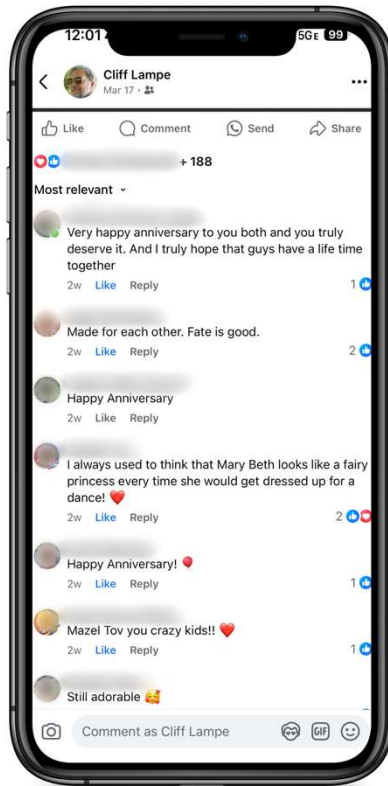 12:01
5GE 99
Cliff Lampe
Mar 17 ·
Like Comment Send Share
+ 188
Most relevant
Very happy anniversary to you both and you truly
deserve it. And I truly hope that guys have a life time
together
2w Like Reply 1
Made for each other. Fate is good.
2w Like Reply 2
Happy Anniversary
2w Like Reply
I always used to think that Mary Beth looks like a fairy
princess every time she would get dressed up for a
dance! ❤️
2w Like Reply 2
Happy Anniversary! 🎈
2w Like Reply 1
Mazel Tov you crazy kids!! ❤️
2w Like Reply 1
Still adorable 🥰
Comment as Cliff Lampe GIF